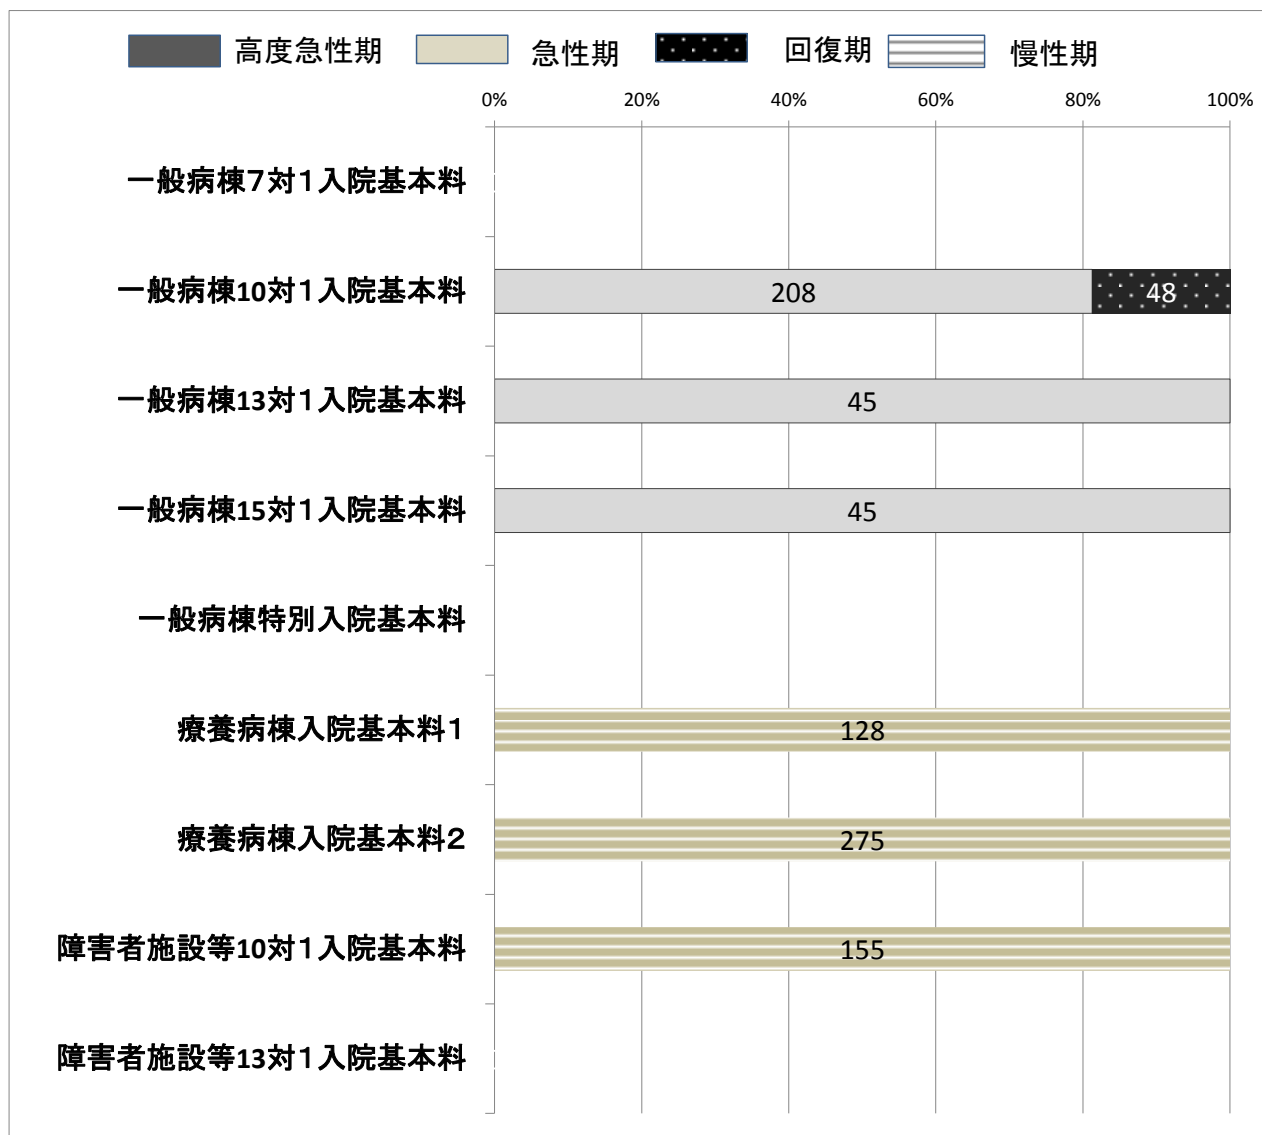 高度急性期 急性期 回復期 慢性期
0% 20% 40% 60% 80% 100%
一般病棟７対１入院基本料
一般病棟10対１入院基本料 208 48
一般病棟13対１入院基本料 45
一般病棟15対１入院基本料 45
一般病棟特別入院基本料
療養病棟入院基本料１ 128
療養病棟入院基本料２ 275
障害者施設等10対１入院基本料 155
障害者施設等13対１入院基本料